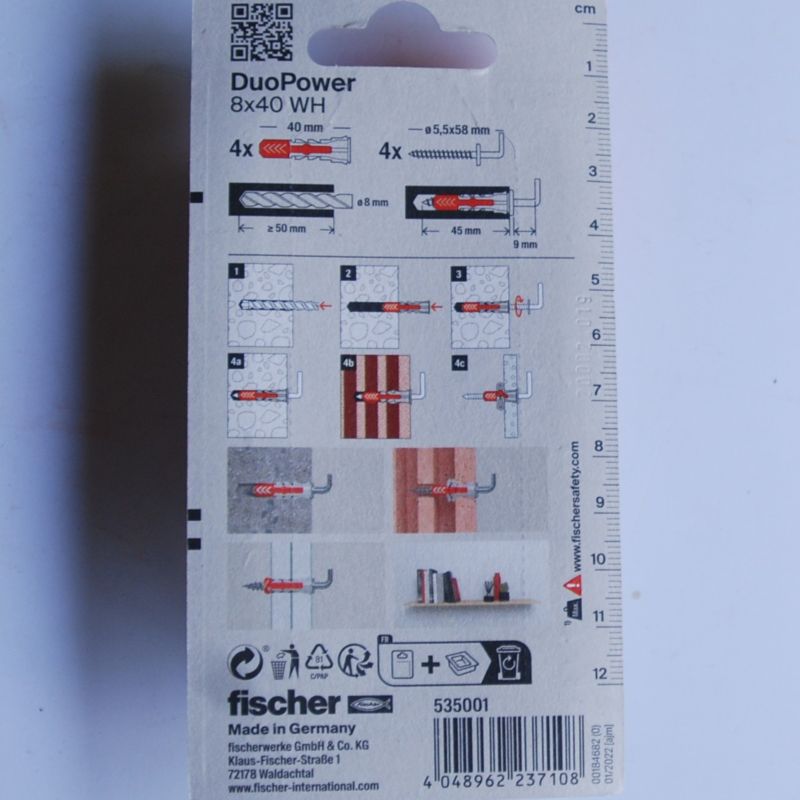 cm
DuoPower
8x40 WH
40 mm
4x
ø 5,5x58 mm
4x
ø 8 mm
≥ 50 mm
45 mm
9 mm
1
2
3
4a
4b
4c
1
2
3
4
5
6
7
8
9
10
11
12
www.fischersafety.com
Max.
81
C/PAP
FR
fischer
fischer
535001
Made in Germany
fischerwerke GmbH & Co. KG
Klaus-Fischer-Straße 1
72178 Waldachtal
www.fischer-international.com
4 048962 237108
00184682 (0)
01/2022 [ajm]